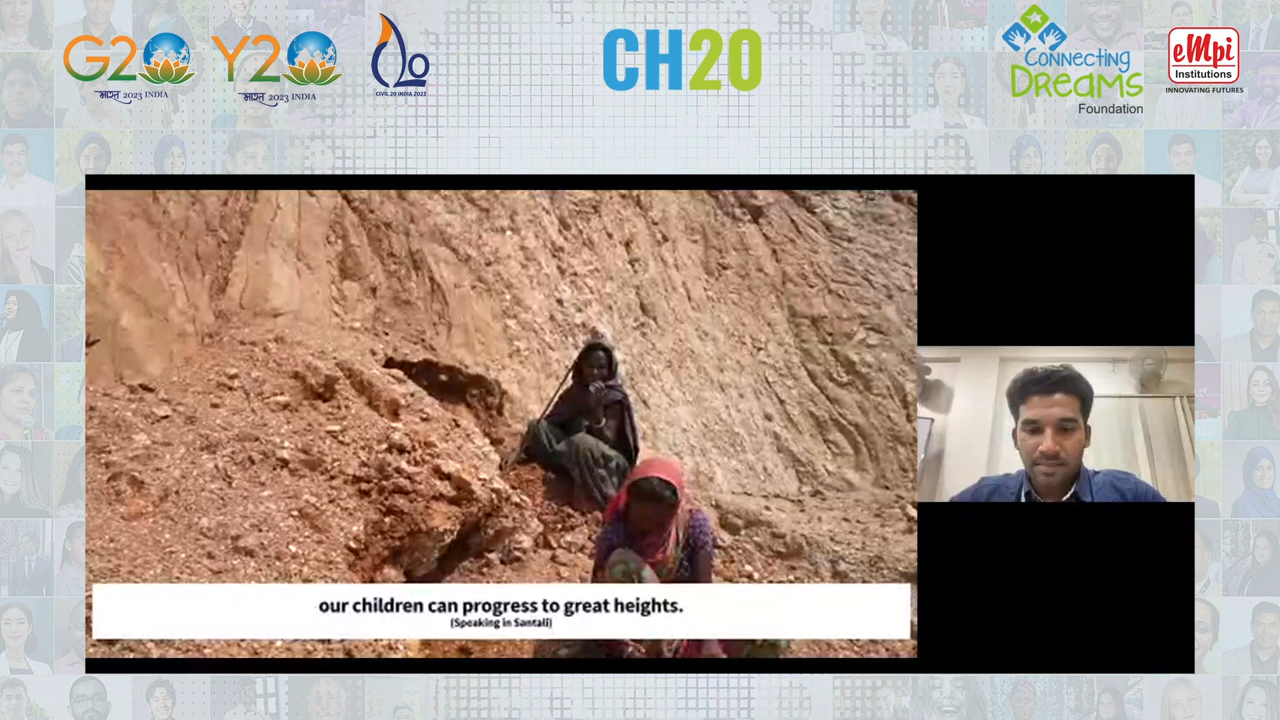 G20
भारत 2023 INDIA
Y20
भारत 2023 INDIA
20
CIVIL 20 INDIA 2023
CH20
CONNECTING
DREAMS
Foundation
eMpi
Institutions
INNOVATING FUTURES
our children can progress to great heights.
(Speaking in Santali)